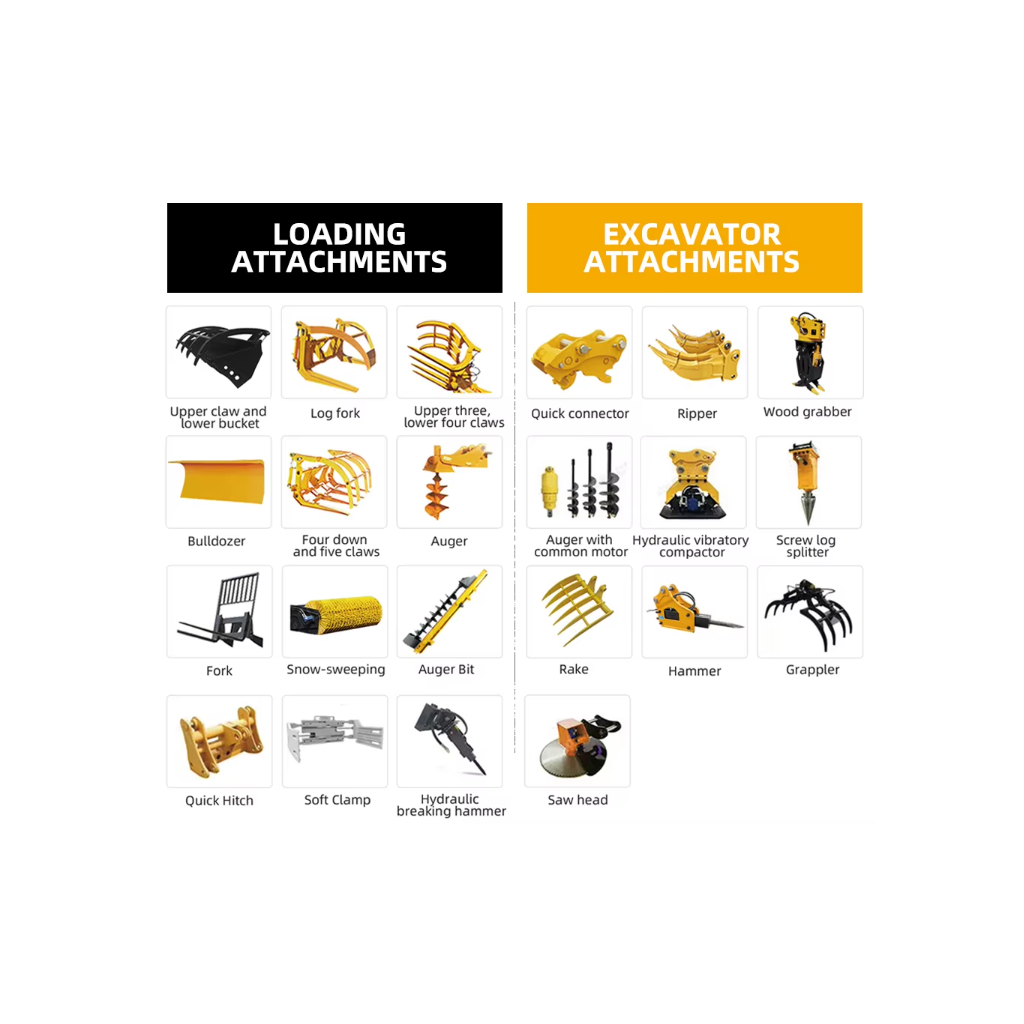 LOADING
ATTACHMENTS
EXCAVATOR
ATTACHMENTS
Upper claw and
lower bucket
Log fork
Upper three,
lower four claws
Quick connector
Ripper
Wood grabber
Bulldozer
Four down
and five claws
Auger
Auger with
common motor
Hydraulic vibratory
compactor
Screw log
splitter
Fork
Snow-sweeping
Auger Bit
Rake
Hammer
Grappler
Quick Hitch
Soft Clamp
Hydraulic
breaking hammer
Saw head